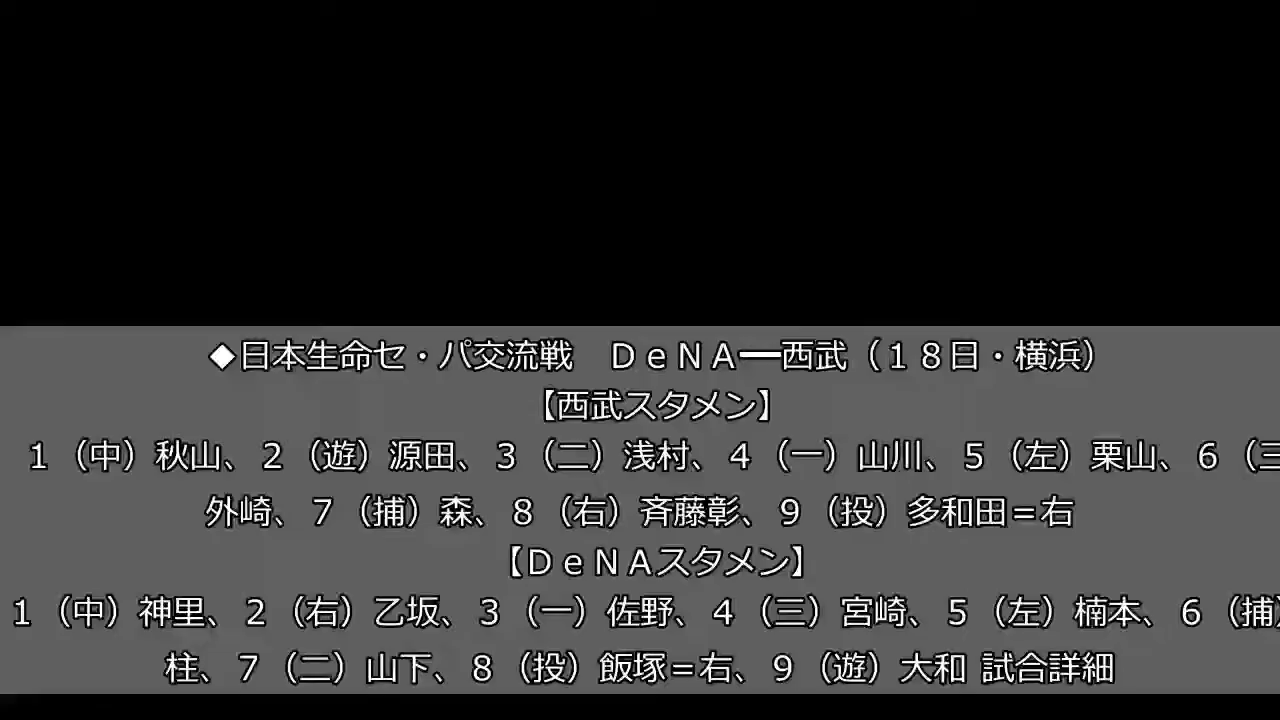 ◆日本生命セ・パ交流戦　ＤｅＮＡ━西武（１８日・横浜）
【西武スタメン】
１（中）秋山、２（遊）源田、３（二）浅村、４（一）山川、５（左）栗山、６（三
外崎、７（捕）森、８（右）斉藤彰、９（投）多和田＝右
【ＤｅＮＡスタメン】
１（中）神里、２（右）乙坂、３（一）佐野、４（三）宮崎、５（左）楠本、６（捕）
柱、７（二）山下、８（投）飯塚＝右、９（遊）大和 試合詳細